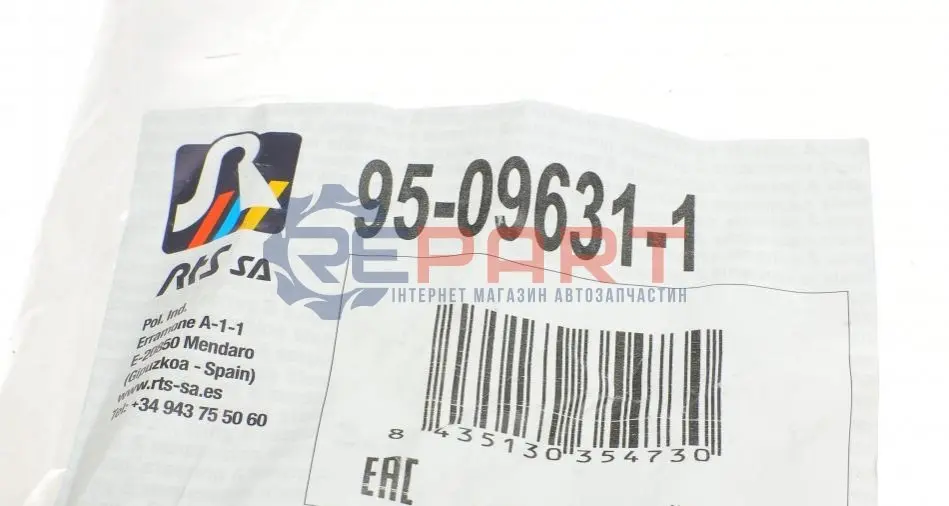 95-09631-1
RTS SA
REPART
ІНТЕРНЕТ МАГАЗИН АВТОЗАПЧАСТИН
Pol. Ind.
Erramone A-1-1
E-20850 Mendaro
(Gipuzkoa - Spain)
www.rts-sa.es
Tel.: +34 943 75 50 60
8 435130 354730
EAC